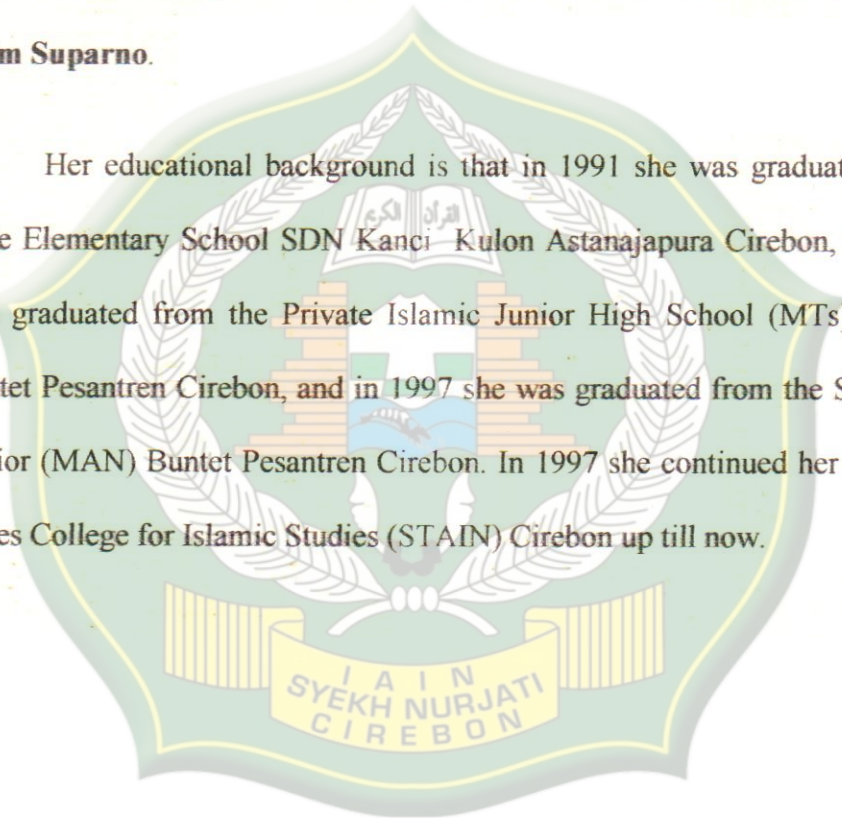 m Suparno.
Her educational background is that in 1991 she was graduat
e Elementary School SDN Kanci Kulon Astanajapura Cirebon,
graduated from the Private Islamic Junior High School (MTs
tet Pesantren Cirebon, and in 1997 she was graduated from the S
ior (MAN) Buntet Pesantren Cirebon. In 1997 she continued her
es College for Islamic Studies (STAIN) Cirebon up till now.
القرآن الكريم
IAIN
SYEKH NURJATI
CIREBON